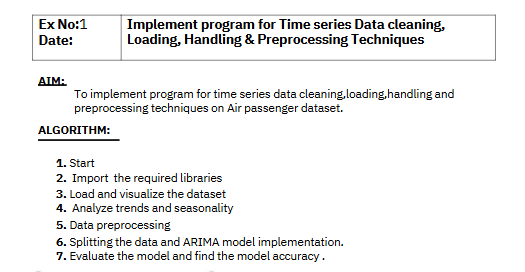 Ex No:1 Implement program for Time series Data cleaning,
Date: Loading, Handling & Preprocessing Techniques
AIM:
To implement program for time series data cleaning,loading,handling and
preprocessing techniques on Air passenger dataset.
ALGORITHM:
1. Start
2. Import the required libraries
3. Load and visualize the dataset
4. Analyze trends and seasonality
5. Data preprocessing
6. Splitting the data and ARIMA model implementation.
7. Evaluate the model and find the model accuracy .